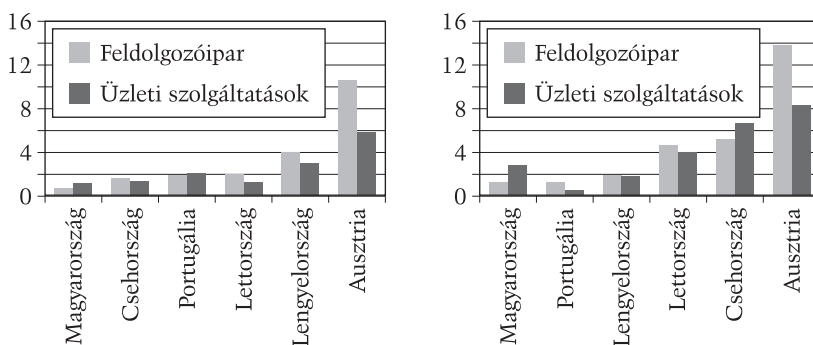 16
12
8
4
0
Feldolgozóipar
Üzleti szolgáltatások
Magyarország
Csehország
Portugália
Lettország
Lengyelország
Ausztria
16
12
8
4
0
Feldolgozóipar
Üzleti szolgáltatások
Magyarország
Portugália
Lengyelország
Lettország
Csehország
Ausztria